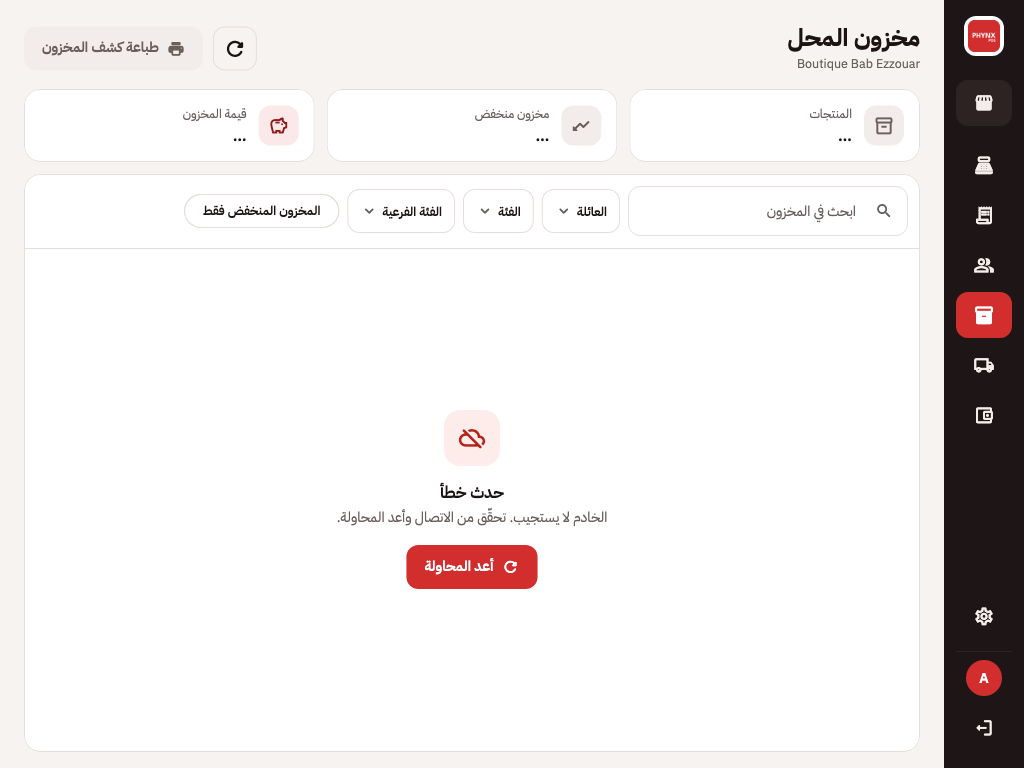 PHYNX
مخزون المحل
Boutique Bab Ezzouar
طباعة كشف المخزون
المنتجات
...
مخزون منخفض
...
قيمة المخزون
...
ابحث في المخزون
العائلة
الفئة
الفئة الفرعية
المخزون المنخفض فقط
حدث خطأ
الخادم لا يستجيب. تحقّق من الاتصال وأعد المحاولة.
أعد المحاولة
A